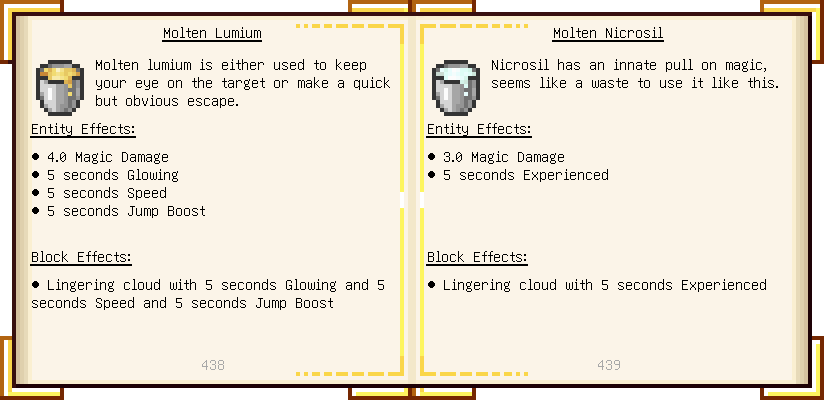 Molten Lumium
Molten lumium is either used to keep
your eye on the target or make a quick
but obvious escape.
Entity Effects:
● 4.0 Magic Damage
● 5 seconds Glowing
● 5 seconds Speed
● 5 seconds Jump Boost
Block Effects:
● Lingering cloud with 5 seconds Glowing and 5
seconds Speed and 5 seconds Jump Boost
438
Molten Nicrosil
Nicrosil has an innate pull on magic,
seems like a waste to use it like this.
Entity Effects:
● 3.0 Magic Damage
● 5 seconds Experienced
Block Effects:
● Lingering cloud with 5 seconds Experienced
439